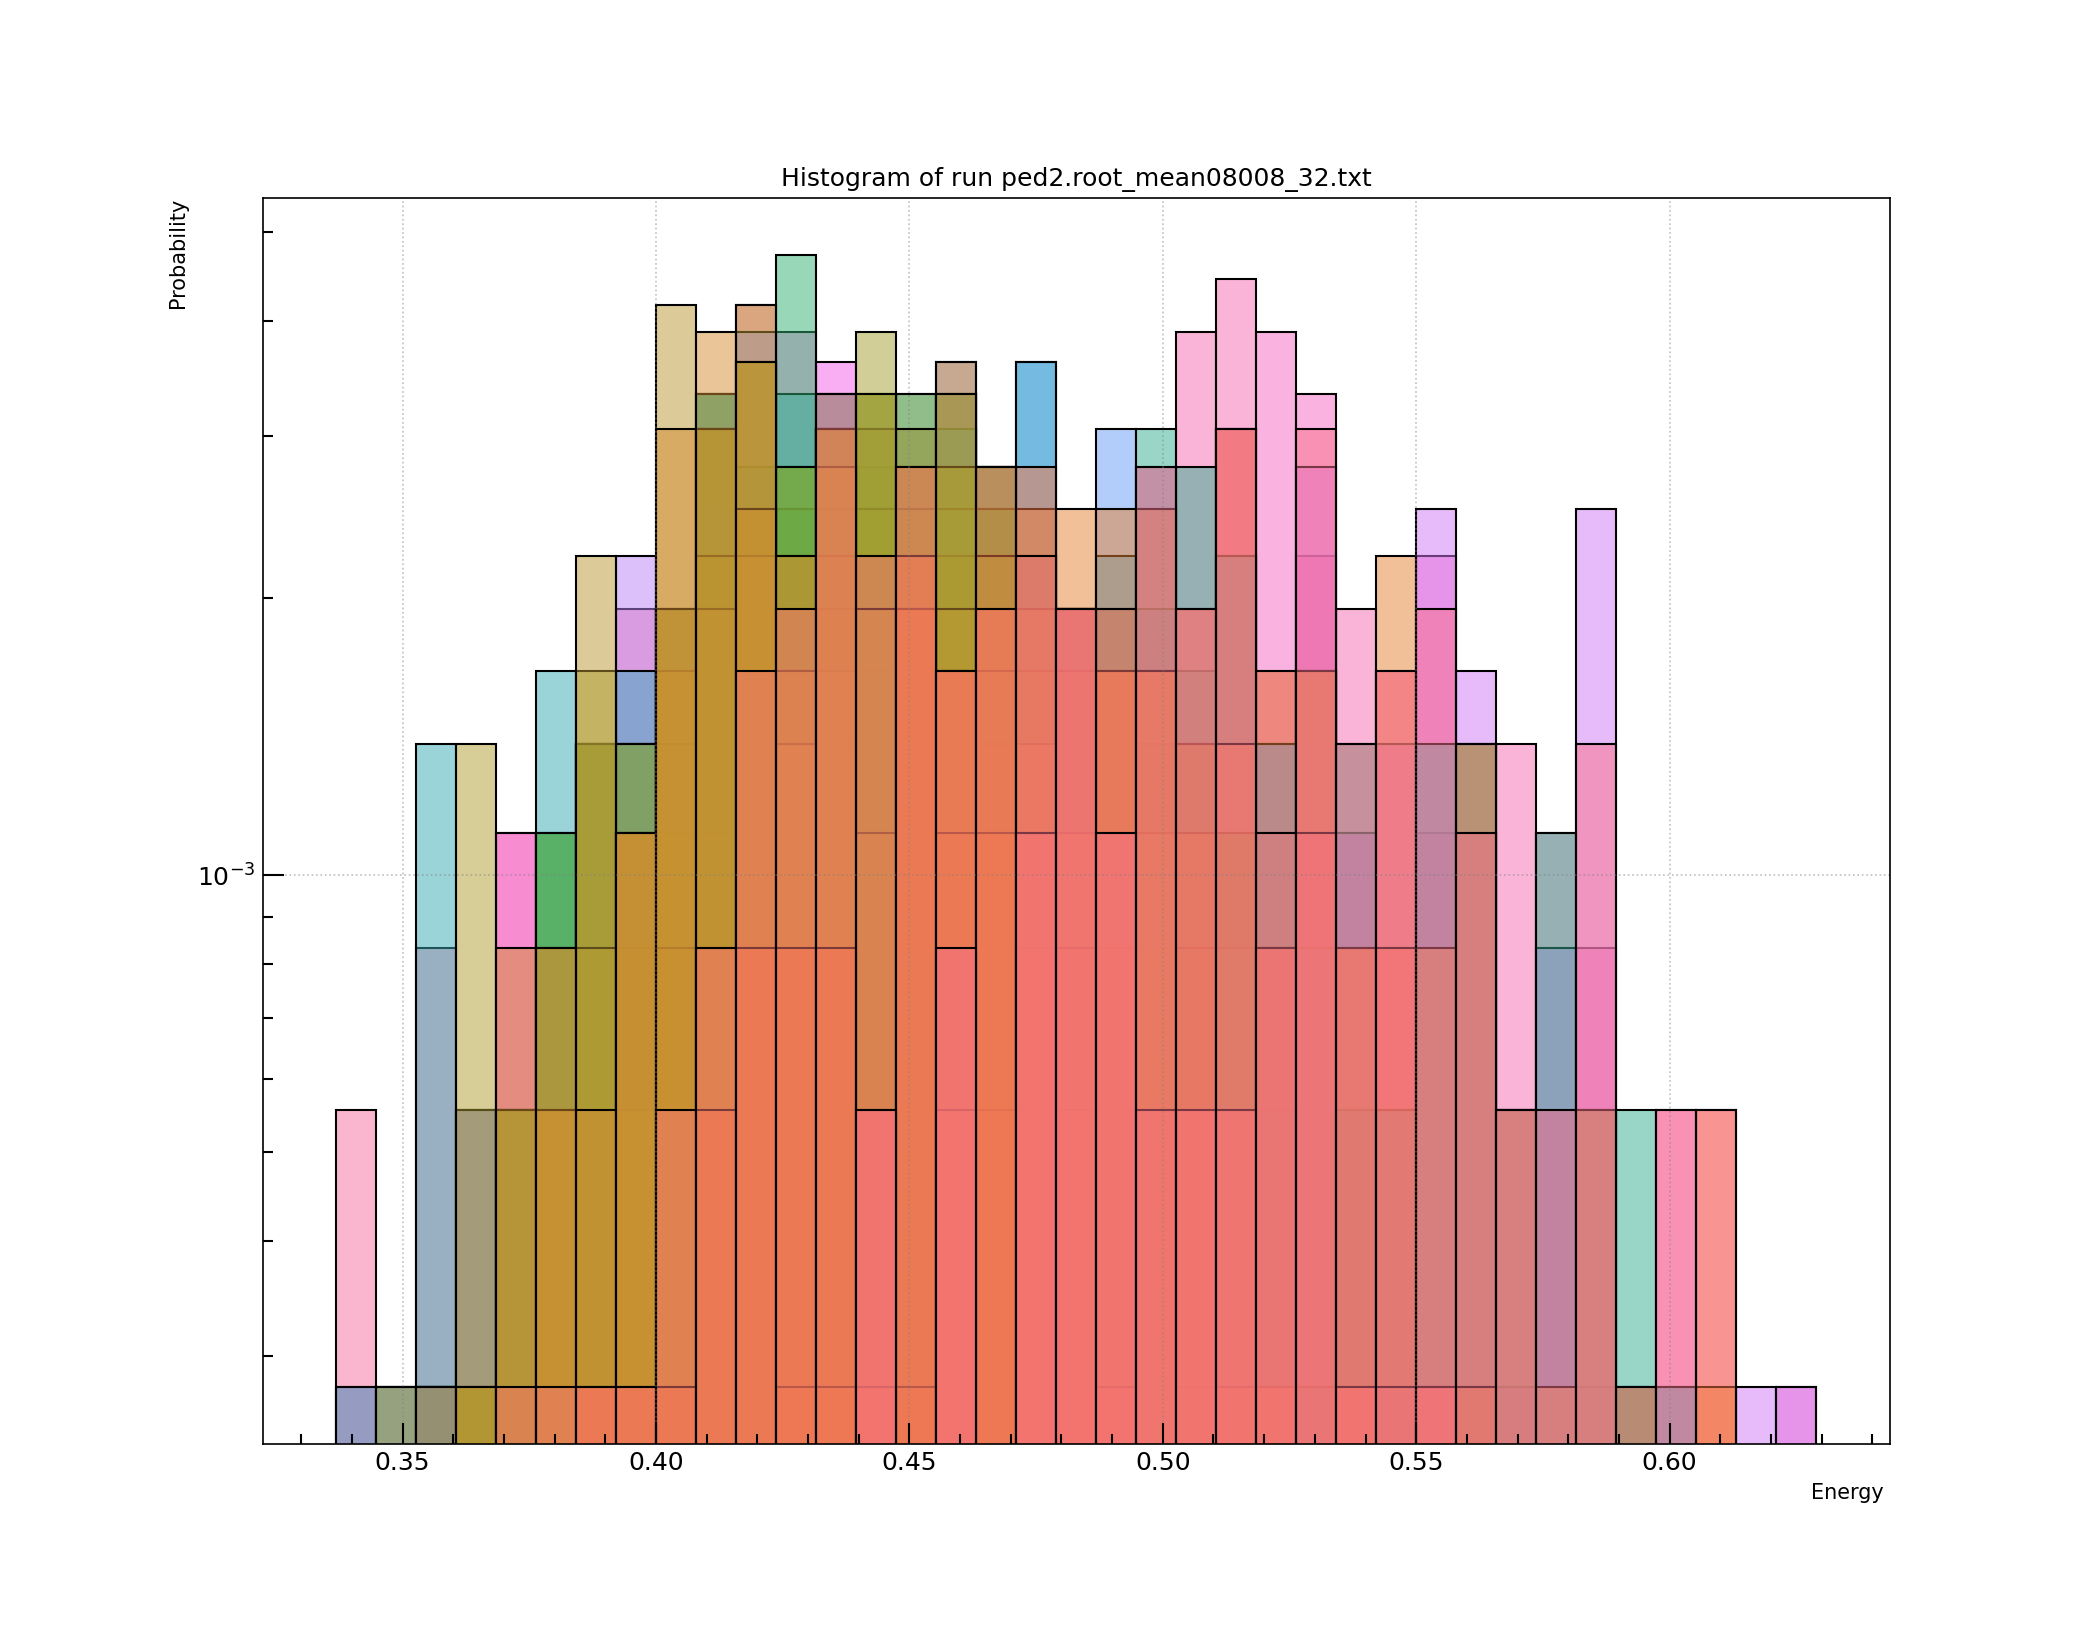 Histogram of run ped2.root_mean08008_32.txt
Probability
10⁻³
0.35 0.40 0.45 0.50 0.55 0.60
Energy